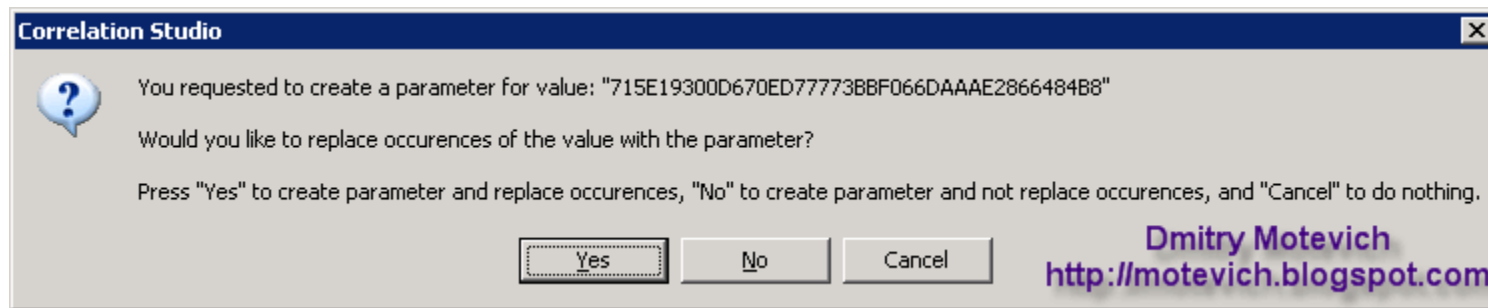 Correlation Studio
You requested to create a parameter for value: "715E19300D670ED77773BBF066DAAAE2866484B8"
Would you like to replace occurences of the value with the parameter?
Press "Yes" to create parameter and replace occurences, "No" to create parameter and not replace occurences, and "Cancel" to do nothing.
Yes No Cancel
Dmitry Motevich
http://motevich.blogspot.com